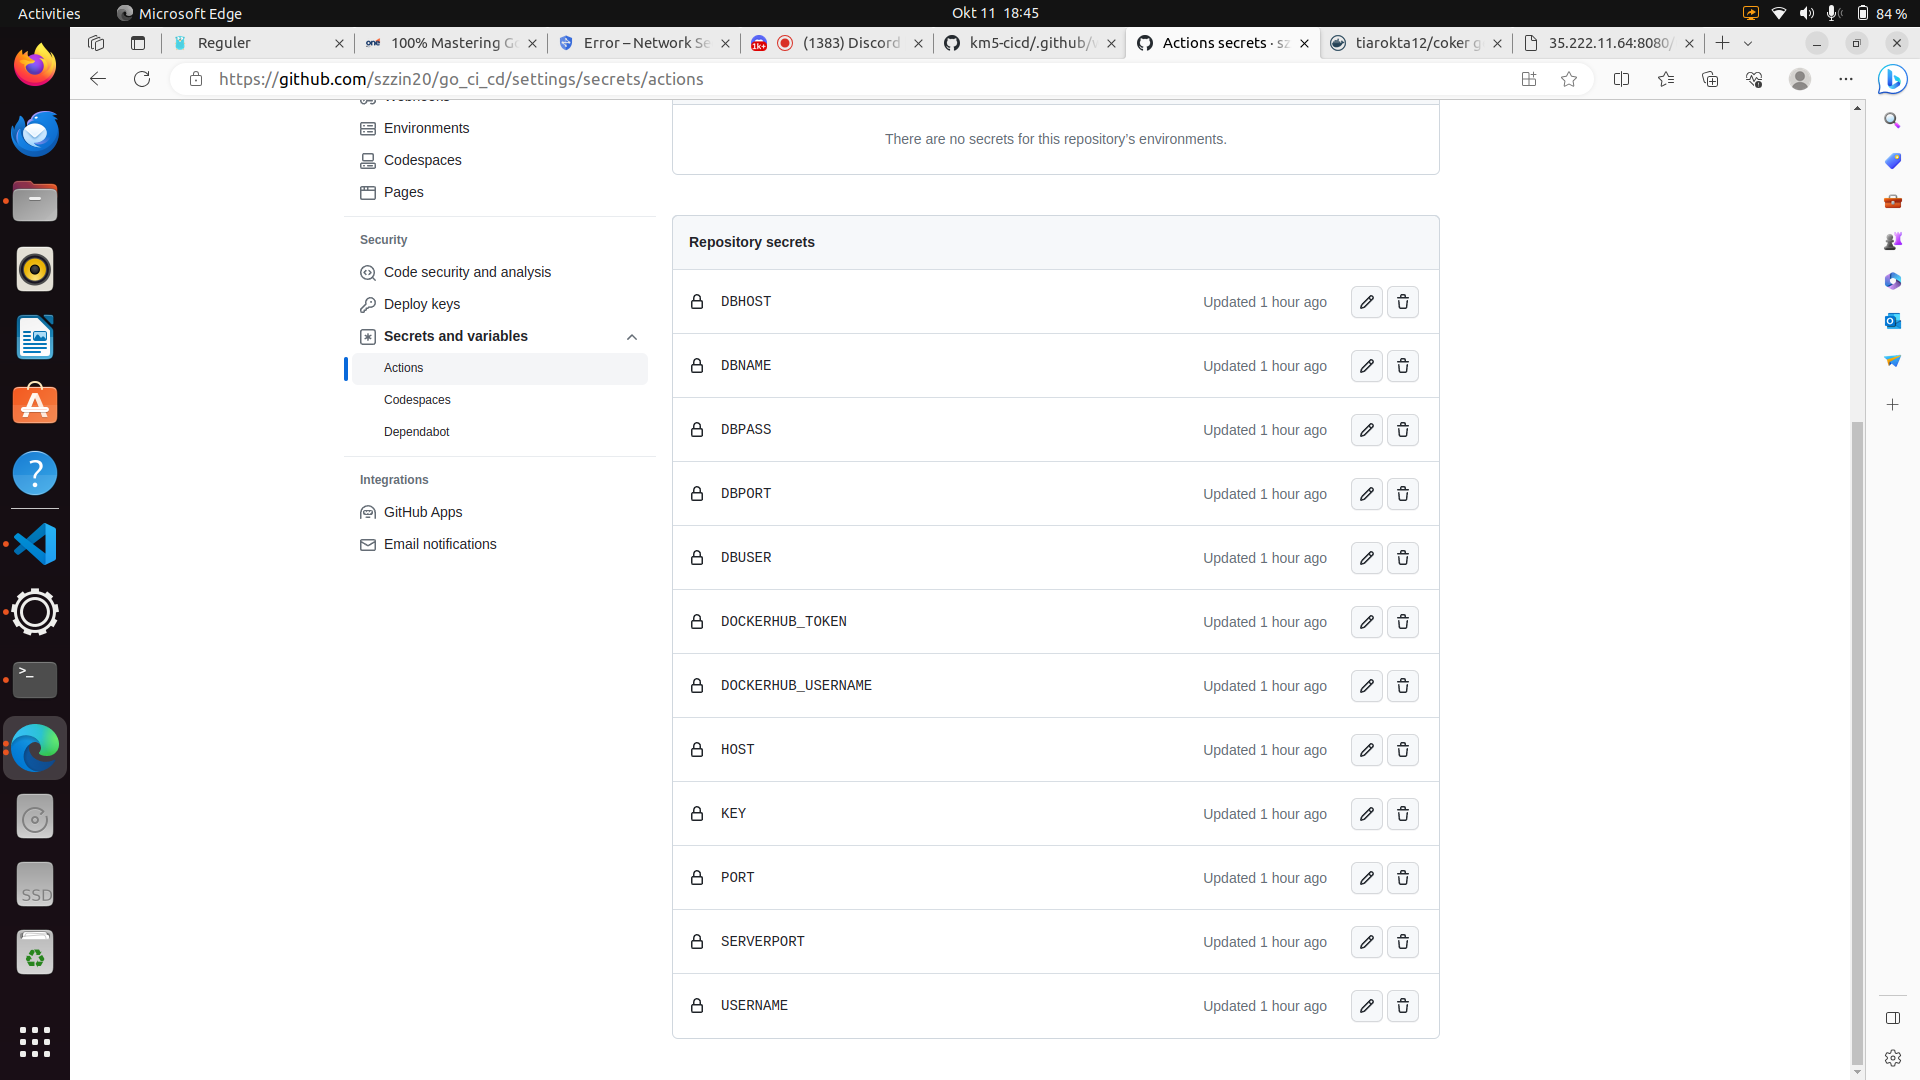 Activities
Microsoft Edge
Okt 11 18:45
84 %
Reguler
100% Mastering Go
Error – Network Se
1k+
(1383) Discord
km5-cicd/.github/w
Actions secrets · sz
tiarokta12/coker g
35.222.11.64:8080/
https://github.com/szzin20/go_ci_cd/settings/secrets/actions
Environments
Codespaces
Pages
Security
Code security and analysis
Deploy keys
Secrets and variables
Actions
Codespaces
Dependabot
Integrations
GitHub Apps
Email notifications
There are no secrets for this repository’s environments.
Repository secrets
DBHOST Updated 1 hour ago
DBNAME Updated 1 hour ago
DBPASS Updated 1 hour ago
DBPORT Updated 1 hour ago
DBUSER Updated 1 hour ago
DOCKERHUB_TOKEN Updated 1 hour ago
DOCKERHUB_USERNAME Updated 1 hour ago
HOST Updated 1 hour ago
KEY Updated 1 hour ago
PORT Updated 1 hour ago
SERVERPORT Updated 1 hour ago
USERNAME Updated 1 hour ago
SSD